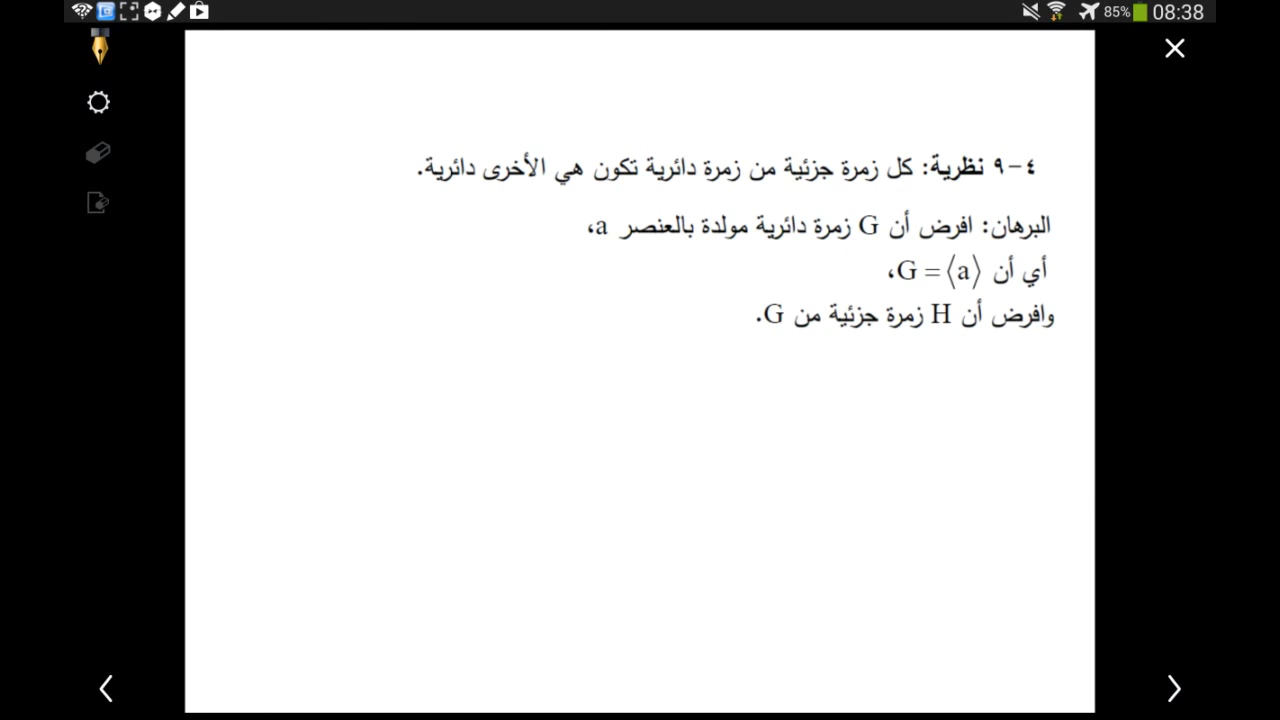 85% 08:38
٤-٩ نظرية: كل زمرة جزئية من زمرة دائرية تكون هي الأخرى دائرية.
البرهان: افرض أن G زمرة دائرية مولدة بالعنصر a،
أي أن G = ⟨a⟩،
وافرض أن H زمرة جزئية من G.